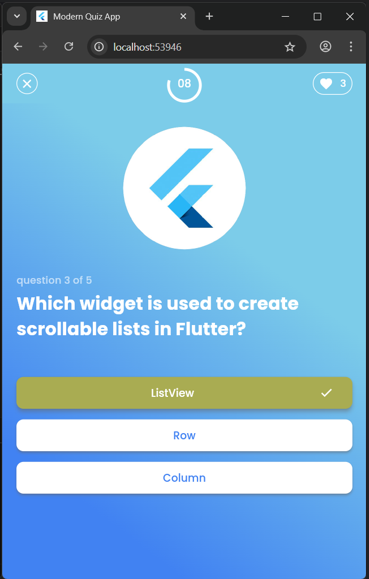 Modern Quiz App
localhost:53946
08
3
question 3 of 5
Which widget is used to create
scrollable lists in Flutter?
ListView
Row
Column